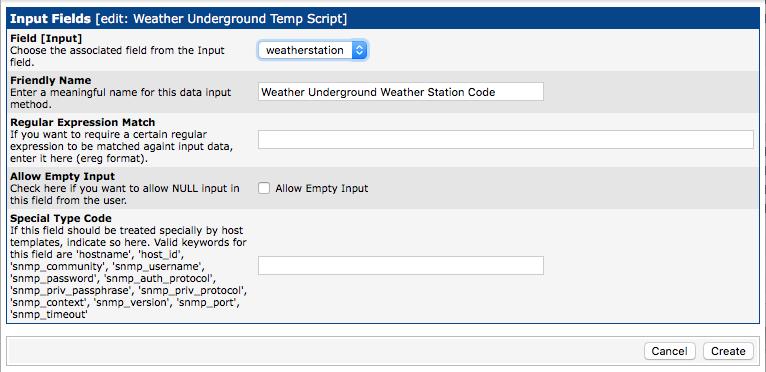 Input Fields [edit: Weather Underground Temp Script]
Field [Input]
Choose the associated field from the Input
field.
weatherstation
Friendly Name
Enter a meaningful name for this data input
method.
Weather Underground Weather Station Code
Regular Expression Match
If you want to require a certain regular
expression to be matched againt input data,
enter it here (ereg format).
Allow Empty Input
Check here if you want to allow NULL input in
this field from the user.
Allow Empty Input
Special Type Code
If this field should be treated specially by host
templates, indicate so here. Valid keywords for
this field are 'hostname', 'host_id',
'snmp_community', 'snmp_username',
'snmp_password', 'snmp_auth_protocol',
'snmp_priv_passphrase', 'snmp_priv_protocol',
'snmp_context', 'snmp_version', 'snmp_port',
'snmp_timeout'
Cancel Create